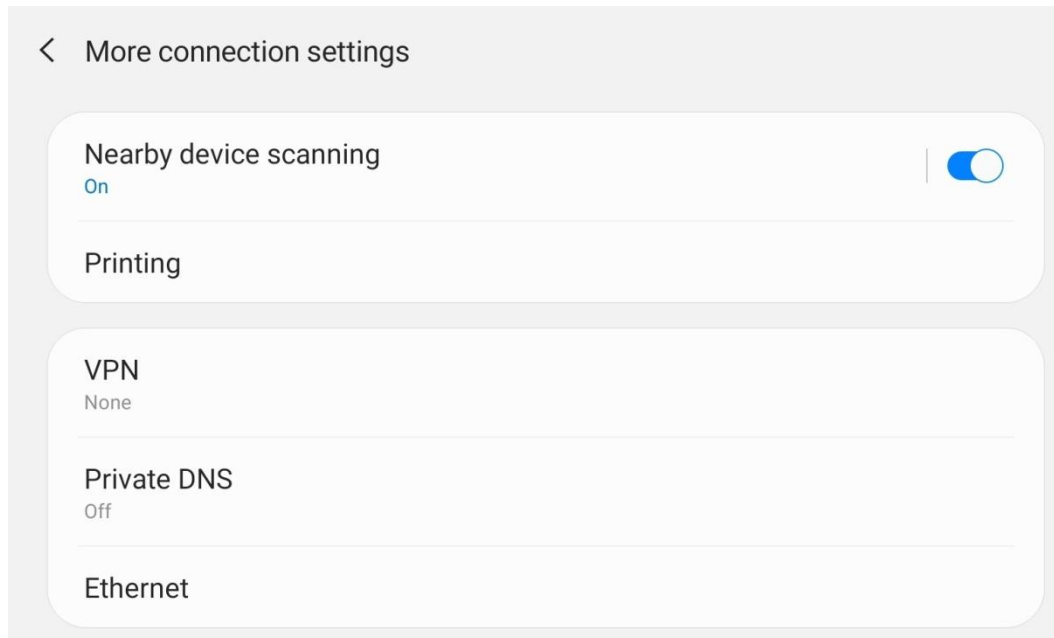 More connection settings
Nearby device scanning
On
Printing
VPN
None
Private DNS
Off
Ethernet